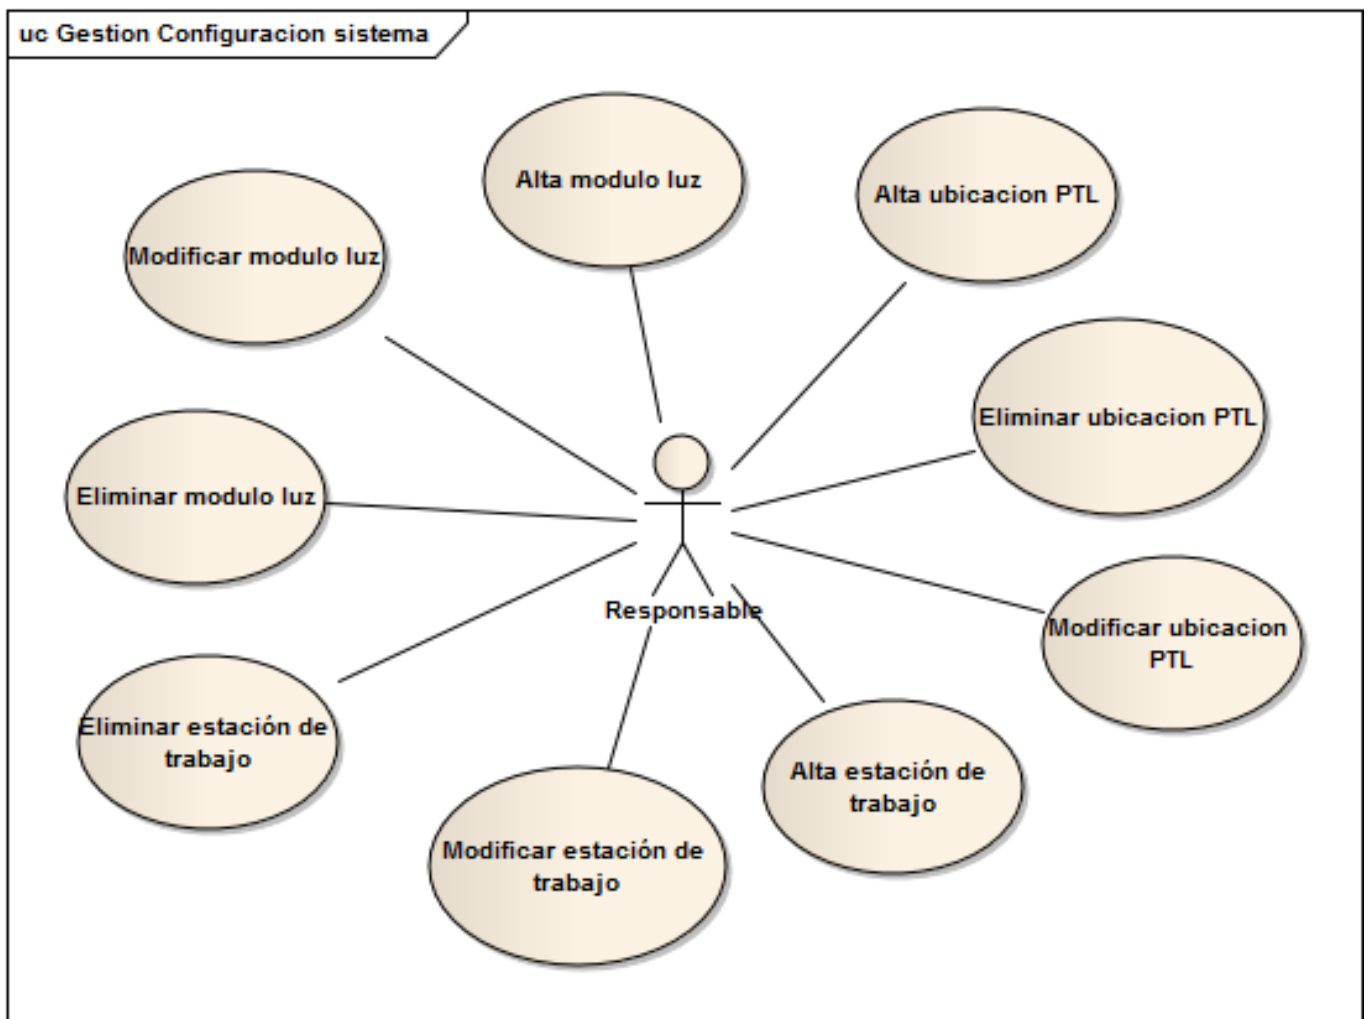 uc Gestion Configuracion sistema
Alta modulo luz
Alta ubicacion PTL
Modificar modulo luz
Eliminar ubicacion PTL
Eliminar modulo luz
Responsable
Modificar ubicacion
PTL
Eliminar estación de
trabajo
Alta estación de
trabajo
Modificar estación de
trabajo